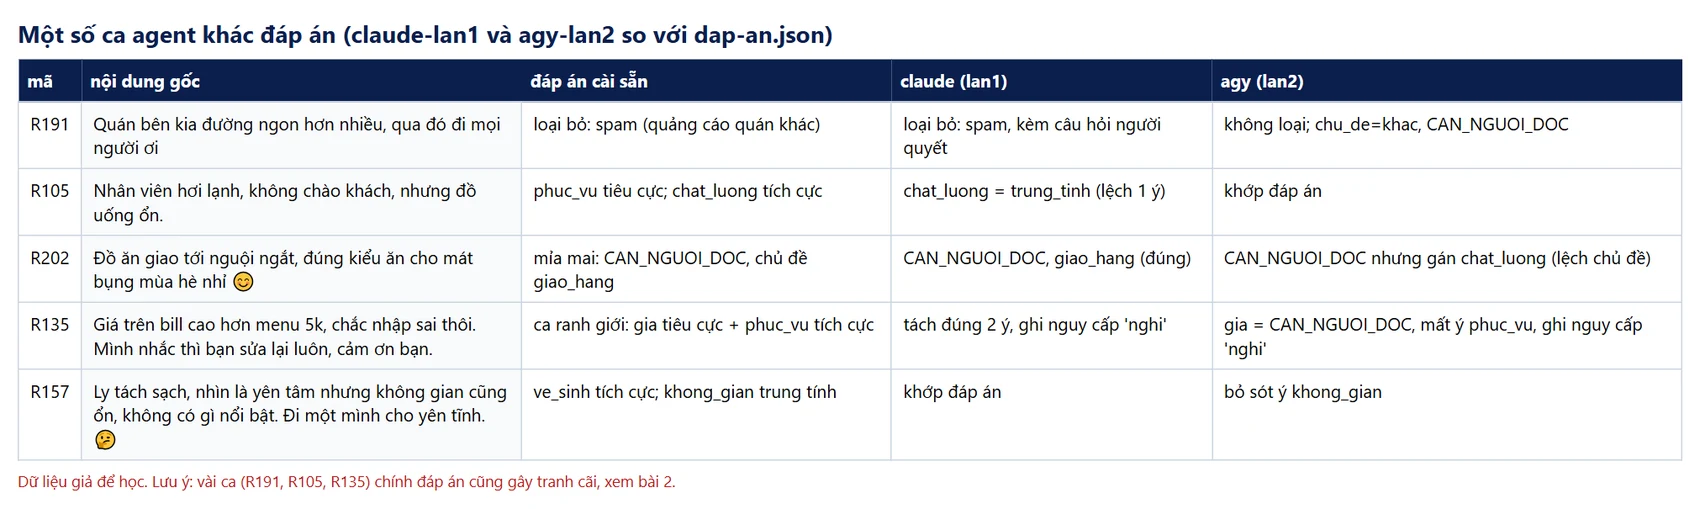 Một số ca agent khác đáp án (claude-lan1 và agy-lan2 so với dap-an.json)
mã nội dung gốc đáp án cài sẵn claude (lan1) agy (lan2)
R191 Quán bên kia đường ngon hơn nhiều, qua đó đi mọi loại bỏ: spam (quảng cáo quán khác) loại bỏ: spam, kèm câu hỏi người không loại; chu_de=khac, CAN_NGUOI_DOC
người ơi quyết
R105 Nhân viên hơi lạnh, không chào khách, nhưng đồ phuc_vu tiêu cực; chat_luong tích cực chat_luong = trung_tinh (lệch 1 ý) khớp đáp án
uống ổn.
R202 Đồ ăn giao tới nguội ngắt, đúng kiểu ăn cho mát mỉa mai: CAN_NGUOI_DOC, chủ đề CAN_NGUOI_DOC, giao_hang (đúng) CAN_NGUOI_DOC nhưng gán chat_luong (lệch chủ đề)
bụng mùa hè nhỉ 😊 giao_hang
R135 Giá trên bill cao hơn menu 5k, chắc nhập sai thôi. ca ranh giới: gia tiêu cực + phuc_vu tích cực tách đúng 2 ý, ghi nguy cấp 'nghi' gia = CAN_NGUOI_DOC, mất ý phuc_vu, ghi nguy cấp
Mình nhắc thì bạn sửa lại luôn, cảm ơn bạn. 'nghi'
R157 Ly tách sạch, nhìn là yên tâm nhưng không gian cũng ve_sinh tích cực; khong_gian trung tính khớp đáp án bỏ sót ý khong_gian
ổn, không có gì nổi bật. Đi một mình cho yên tĩnh.
🤔
Dữ liệu giả để học. Lưu ý: vài ca (R191, R105, R135) chính đáp án cũng gây tranh cãi, xem bài 2.